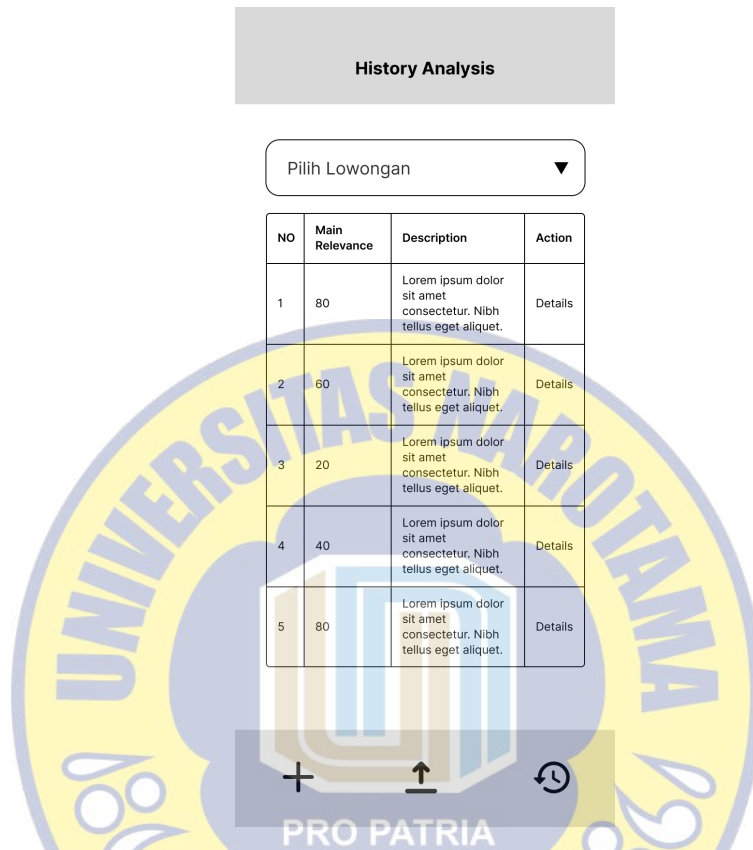 History Analysis
Pilih Lowongan
NO
Main
Relevance
Description
Action
1
80
Lorem ipsum dolor
sit amet
consectetur. Nibh
tellus eget aliquet.
Details
2
60
Lorem ipsum dolor
sit amet
consectetur. Nibh
tellus eget aliquet.
Details
3
20
Lorem ipsum dolor
sit amet
consectetur. Nibh
tellus eget aliquet.
Details
4
40
Lorem ipsum dolor
sit amet
consectetur. Nibh
tellus eget aliquet.
Details
5
80
Lorem ipsum dolor
sit amet
consectetur. Nibh
tellus eget aliquet.
Details
UNIVERSITAS NAROTAMA
PRO PATRIA